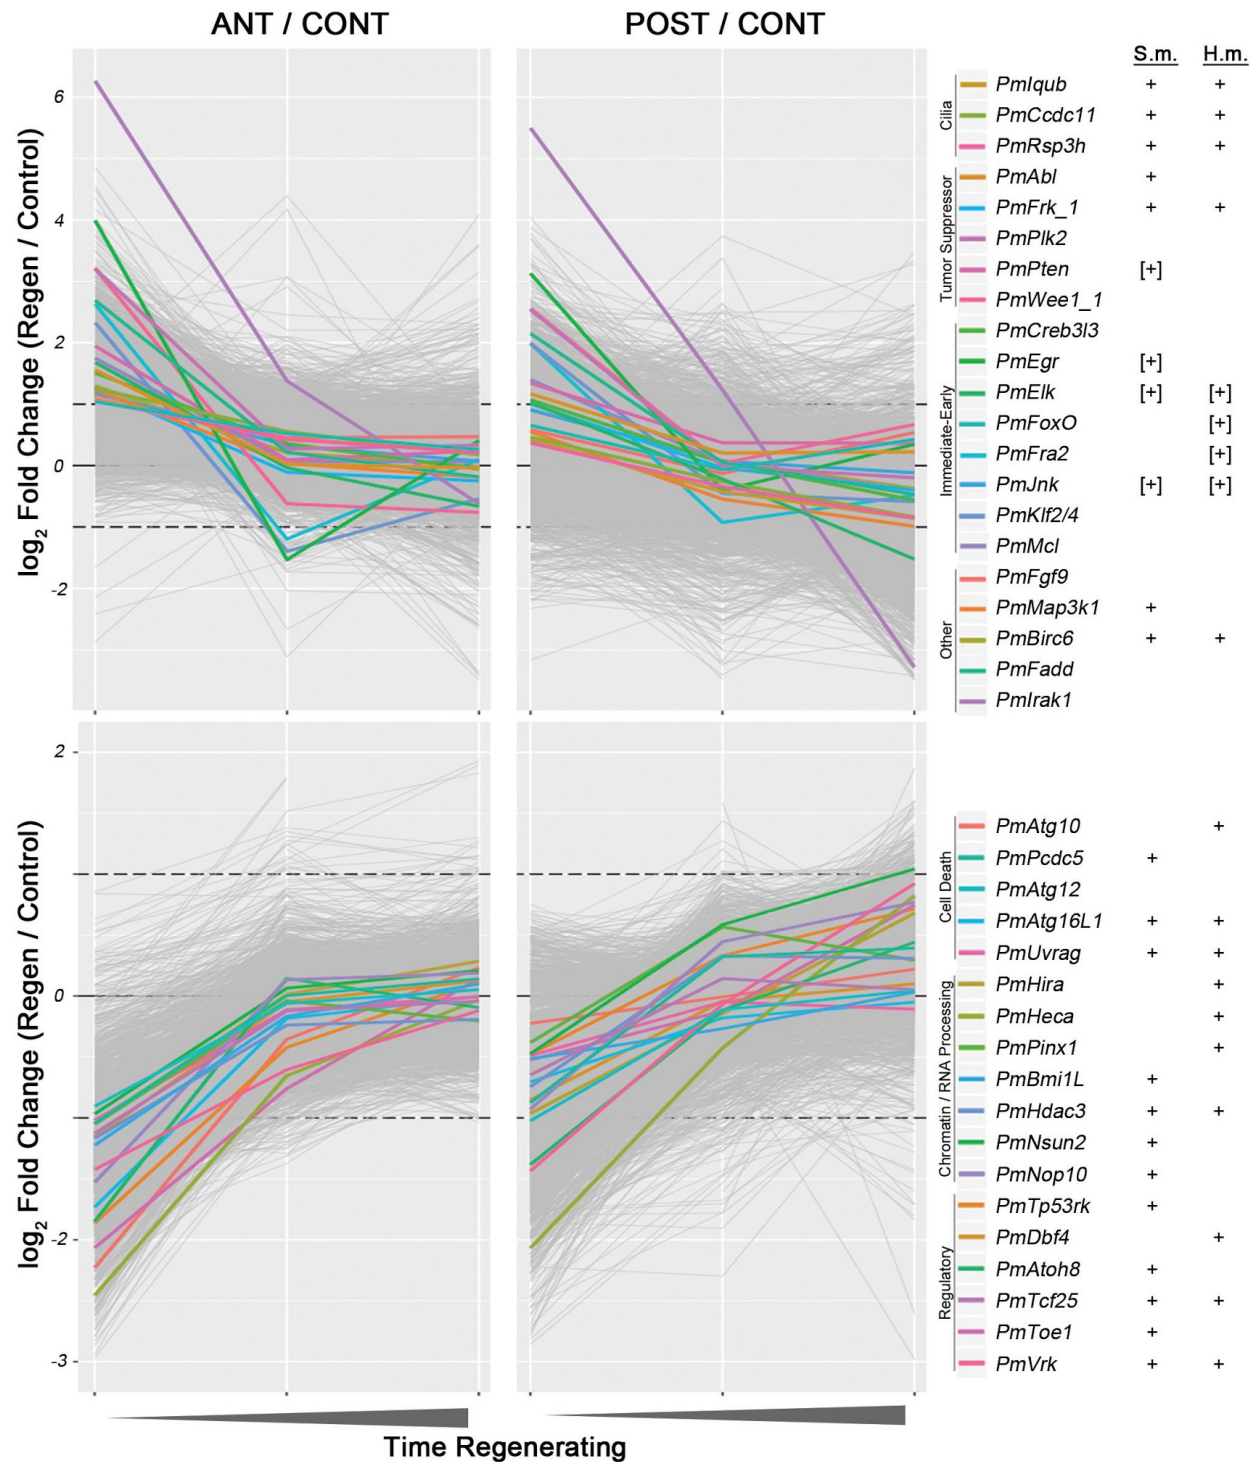 ANT / CONT
POST / CONT
S.m.
H.m.
log2 Fold Change (Regen / Control)
6
4
2
0
-2
Cilia
PmIqub + +
PmCcdc11 + +
PmRsp3h + +
Tumor Suppressor
PmAbl +
PmFrk_1 + +
PmPlk2
PmPten [+]
PmWee1_1
Immediate-Early
PmCreb3l3
PmEgr [+]
PmElk [+] [+]
PmFoxO [+]
PmFra2 [+]
PmJnk [+] [+]
PmKlf2/4
PmMcl
Other
PmFgf9
PmMap3k1 +
PmBirc6 + +
PmFadd
PmIrak1
log2 Fold Change (Regen / Control)
2
0
-2
-3
Cell Death
PmAtg10 +
PmPcdc5 +
PmAtg12
PmAtg16L1 + +
PmUvrag + +
Chromatin / RNA Processing
PmHira +
PmHeca +
PmPinx1 +
PmBmi1L +
PmHdac3 + +
PmNsun2 +
PmNop10 +
Regulatory
PmTp53rk +
PmDbf4 +
PmAtoh8 +
PmTcf25 + +
PmToe1 +
PmVrk + +
Time Regenerating